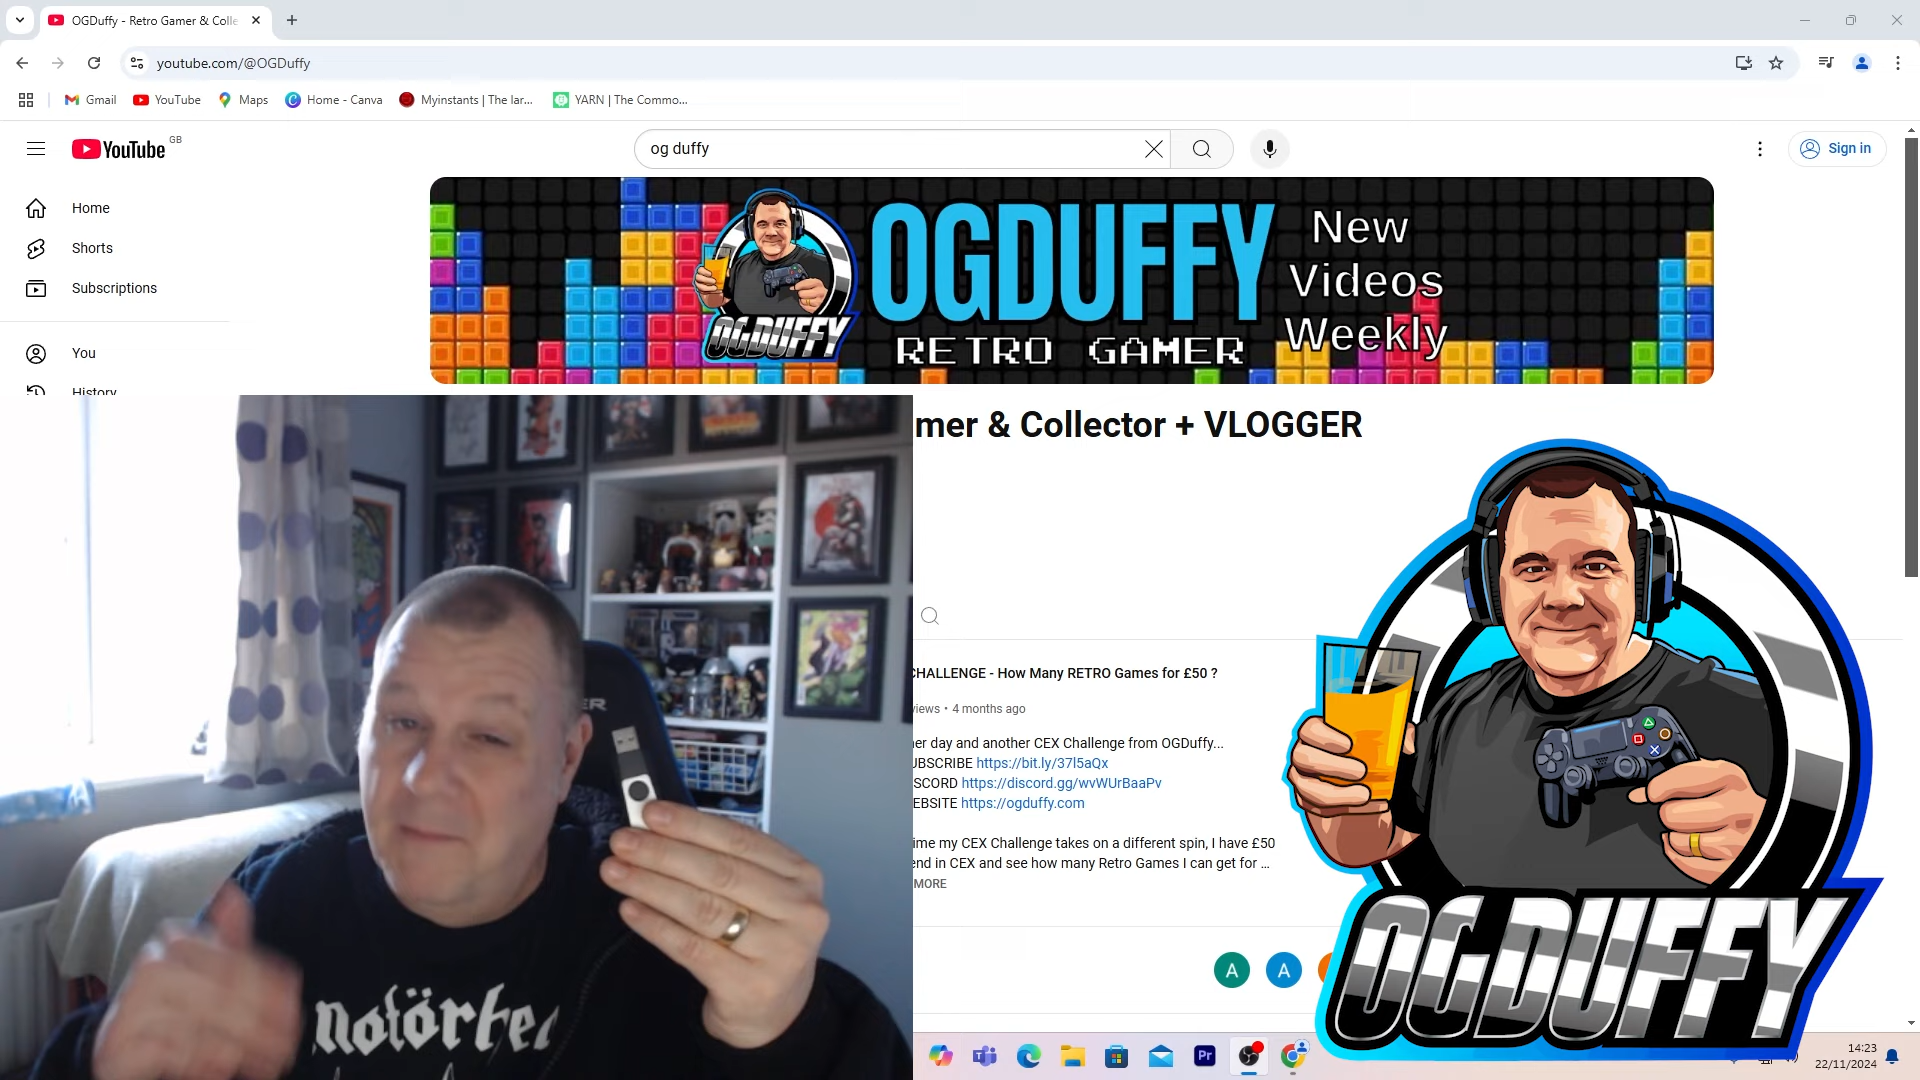 OGDuffy - Retro Gamer & Colle
youtube.com/@OGDuffy
Gmail
YouTube
Maps
Home - Canva
Myinstants | The lar...
YARN | The Commo...
YouTube GB
og duffy
Sign in
Home
Shorts
Subscriptions
You
History
OGDUFFY
RETRO GAMER
New
Videos
Weekly
OGDUFFY
mer & Collector + VLOGGER
CHALLENGE - How Many RETRO Games for £50 ?
views • 4 months ago
her day and another CEX Challenge from OGDuffy...
UBSCRIBE https://bit.ly/37l5aQx
SCORD https://discord.gg/wvWUrBaaPv
EBSITE https://ogduffy.com
ime my CEX Challenge takes on a different spin, I have £50
end in CEX and see how many Retro Games I can get for ...
MORE
A
A
OGDUFFY
ER
Motörhea
Pr
14:23
22/11/2024